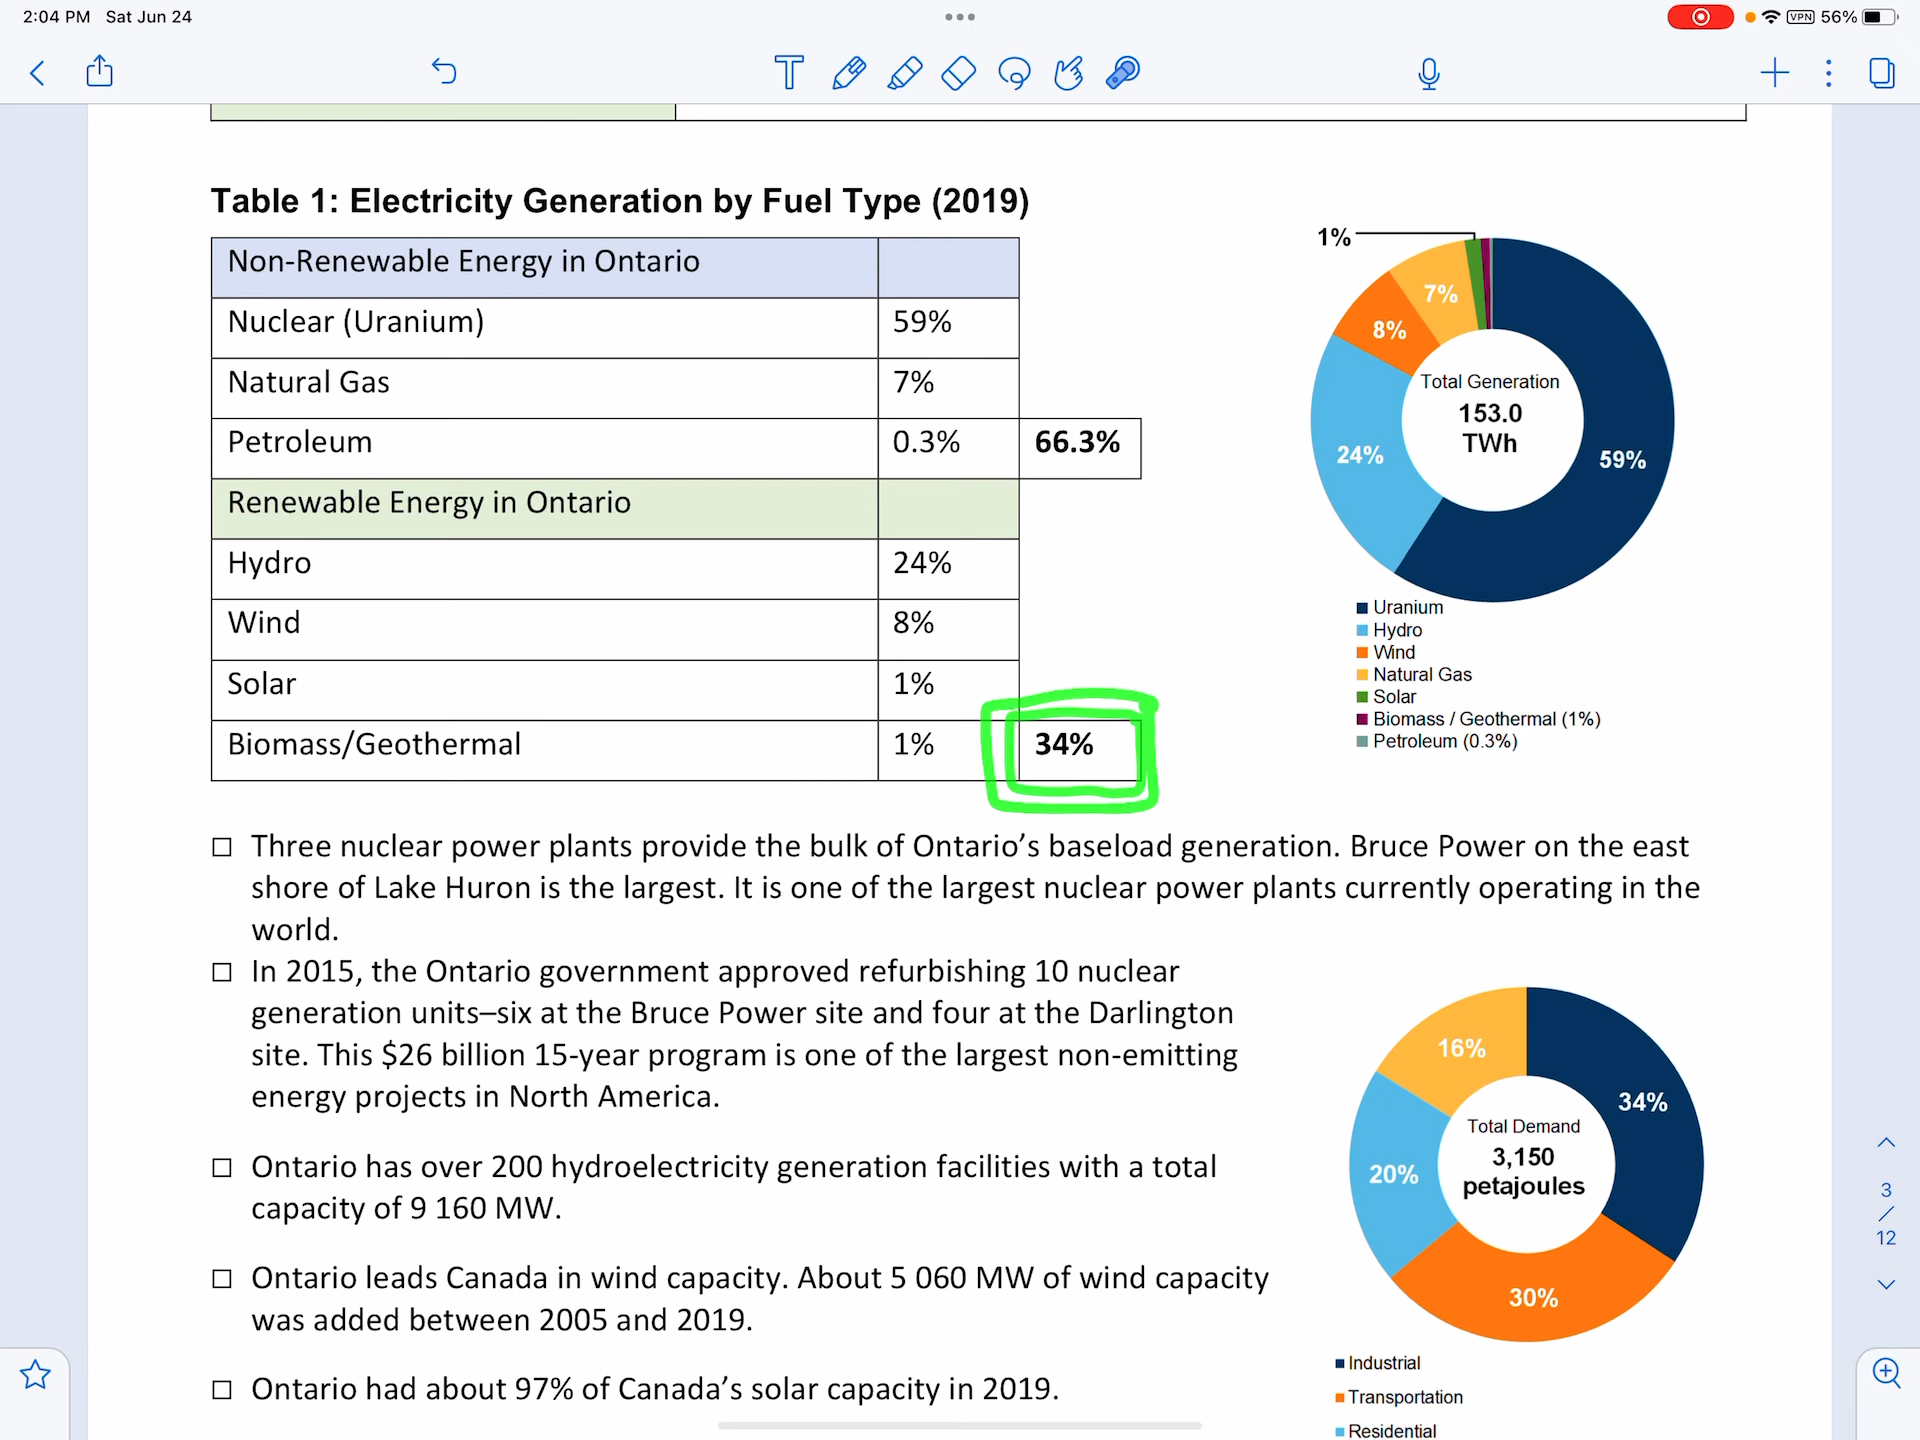 2:04 PM Sat Jun 24
VPN 56%
T
Table 1: Electricity Generation by Fuel Type (2019)
Non-Renewable Energy in Ontario
Nuclear (Uranium) 59%
Natural Gas 7%
Petroleum 0.3% 66.3%
Renewable Energy in Ontario
Hydro 24%
Wind 8%
Solar 1%
Biomass/Geothermal 1% 34%
1%
7%
8%
24%
59%
Total Generation
153.0
TWh
Uranium
Hydro
Wind
Natural Gas
Solar
Biomass / Geothermal (1%)
Petroleum (0.3%)
Three nuclear power plants provide the bulk of Ontario’s baseload generation. Bruce Power on the east
shore of Lake Huron is the largest. It is one of the largest nuclear power plants currently operating in the
world.
In 2015, the Ontario government approved refurbishing 10 nuclear
generation units–six at the Bruce Power site and four at the Darlington
site. This $26 billion 15-year program is one of the largest non-emitting
energy projects in North America.
Ontario has over 200 hydroelectricity generation facilities with a total
capacity of 9 160 MW.
Ontario leads Canada in wind capacity. About 5 060 MW of wind capacity
was added between 2005 and 2019.
Ontario had about 97% of Canada’s solar capacity in 2019.
16%
34%
20%
30%
Total Demand
3,150
petajoules
Industrial
Transportation
Residential
3
/
12